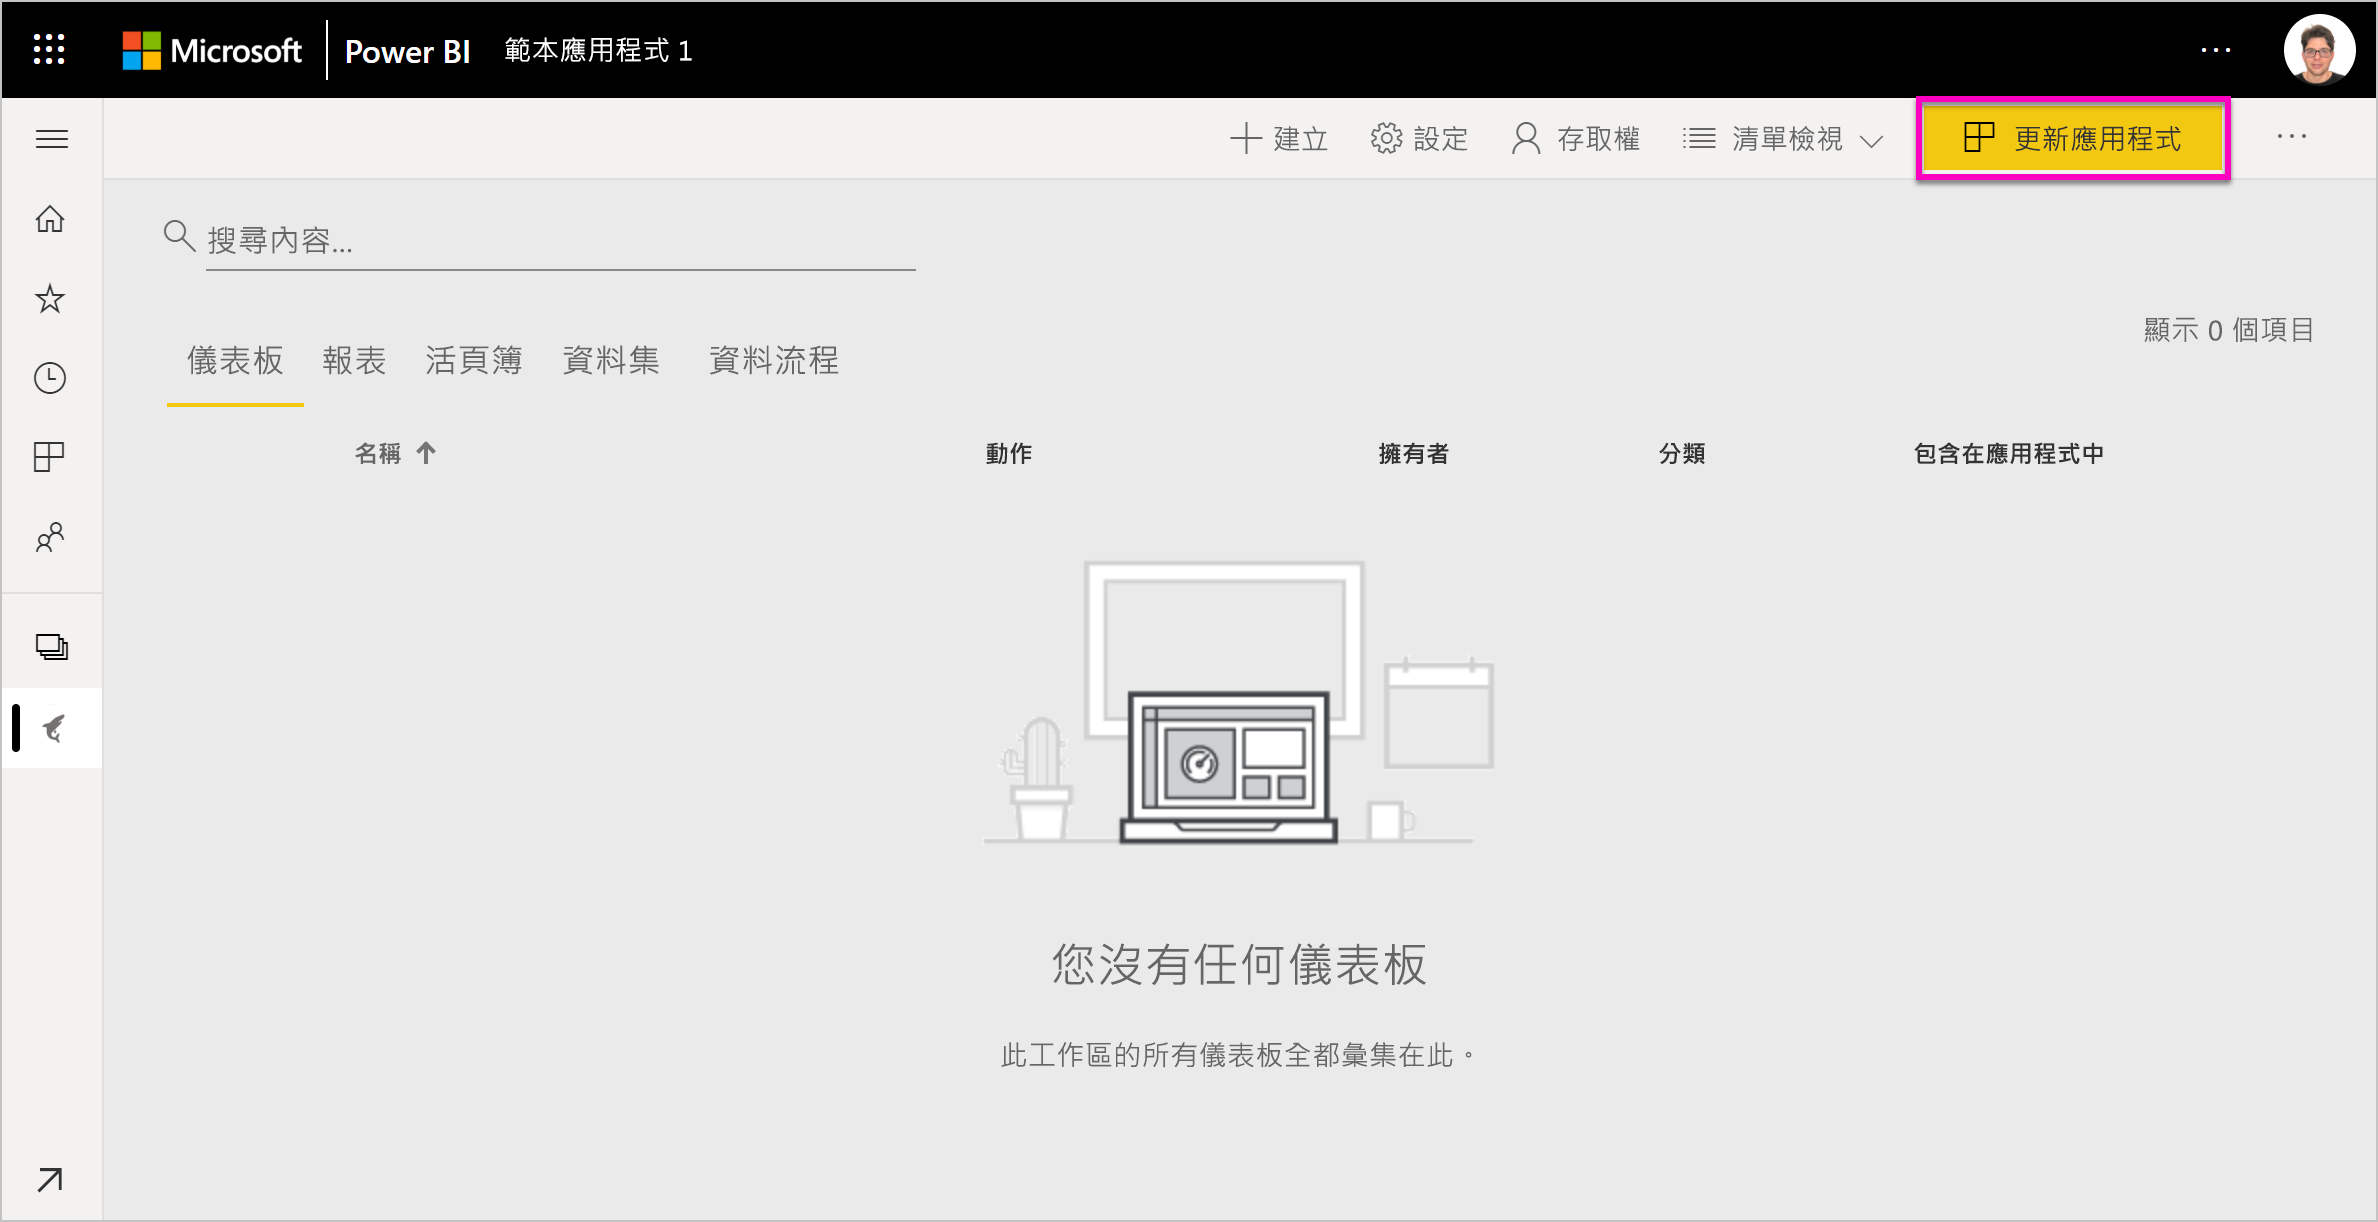 Microsoft Power BI 範本應用程式 1
建立 設定 存取權 清單檢視 更新應用程式
搜尋內容...
顯示 0 個項目
儀表板 報表 活頁簿 資料集 資料流程
名稱 動作 擁有者 分類 包含在應用程式中
您沒有任何儀表板
此工作區的所有儀表板全都彙集在此。